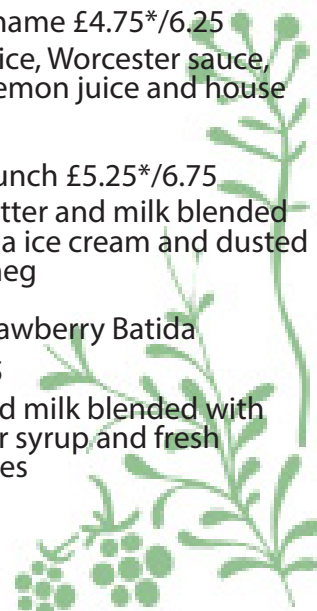 name £4.75*/6.25
ice, Worcester sauce,
emon juice and house
unch £5.25*/6.75
tter and milk blended
a ice cream and dusted
neg
awberry Batida
d milk blended with
r syrup and fresh
es